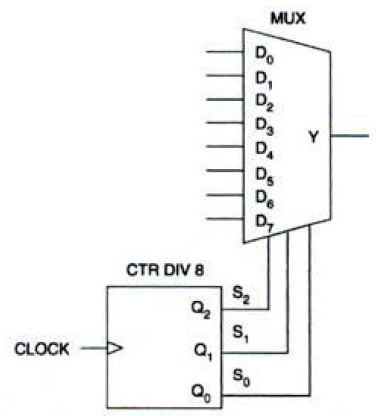 MUX
D0
D1
D2
D3
D4
D5
D6
D7
Y
CTR DIV 8
CLOCK
Q2
S2
Q1
S1
Q0
S0